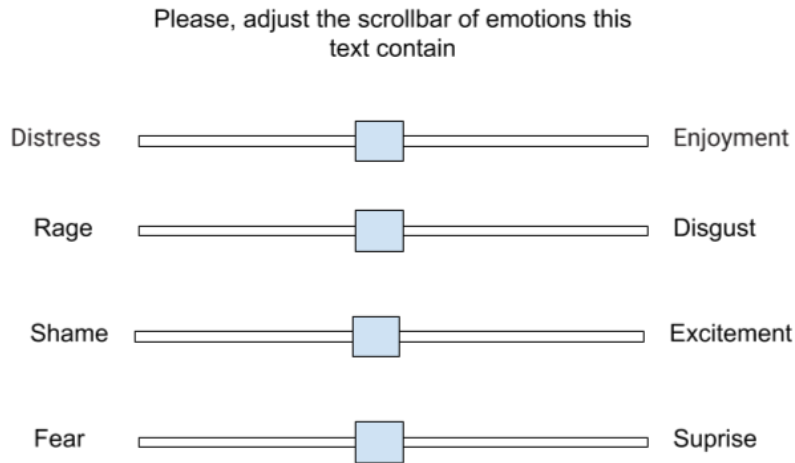 Please, adjust the scrollbar of emotions this
text contain
Distress Enjoyment
Rage Disgust
Shame Excitement
Fear Suprise